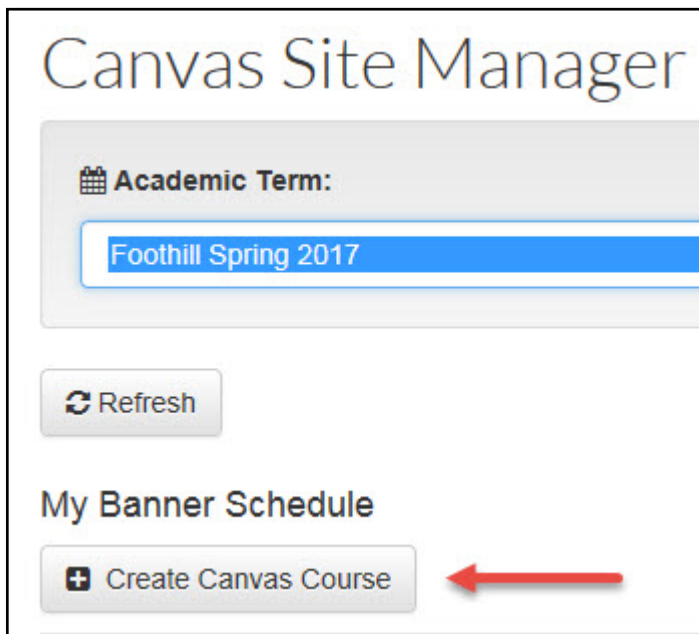 Canvas Site Manager
Academic Term:
Foothill Spring 2017
Refresh
My Banner Schedule
Create Canvas Course